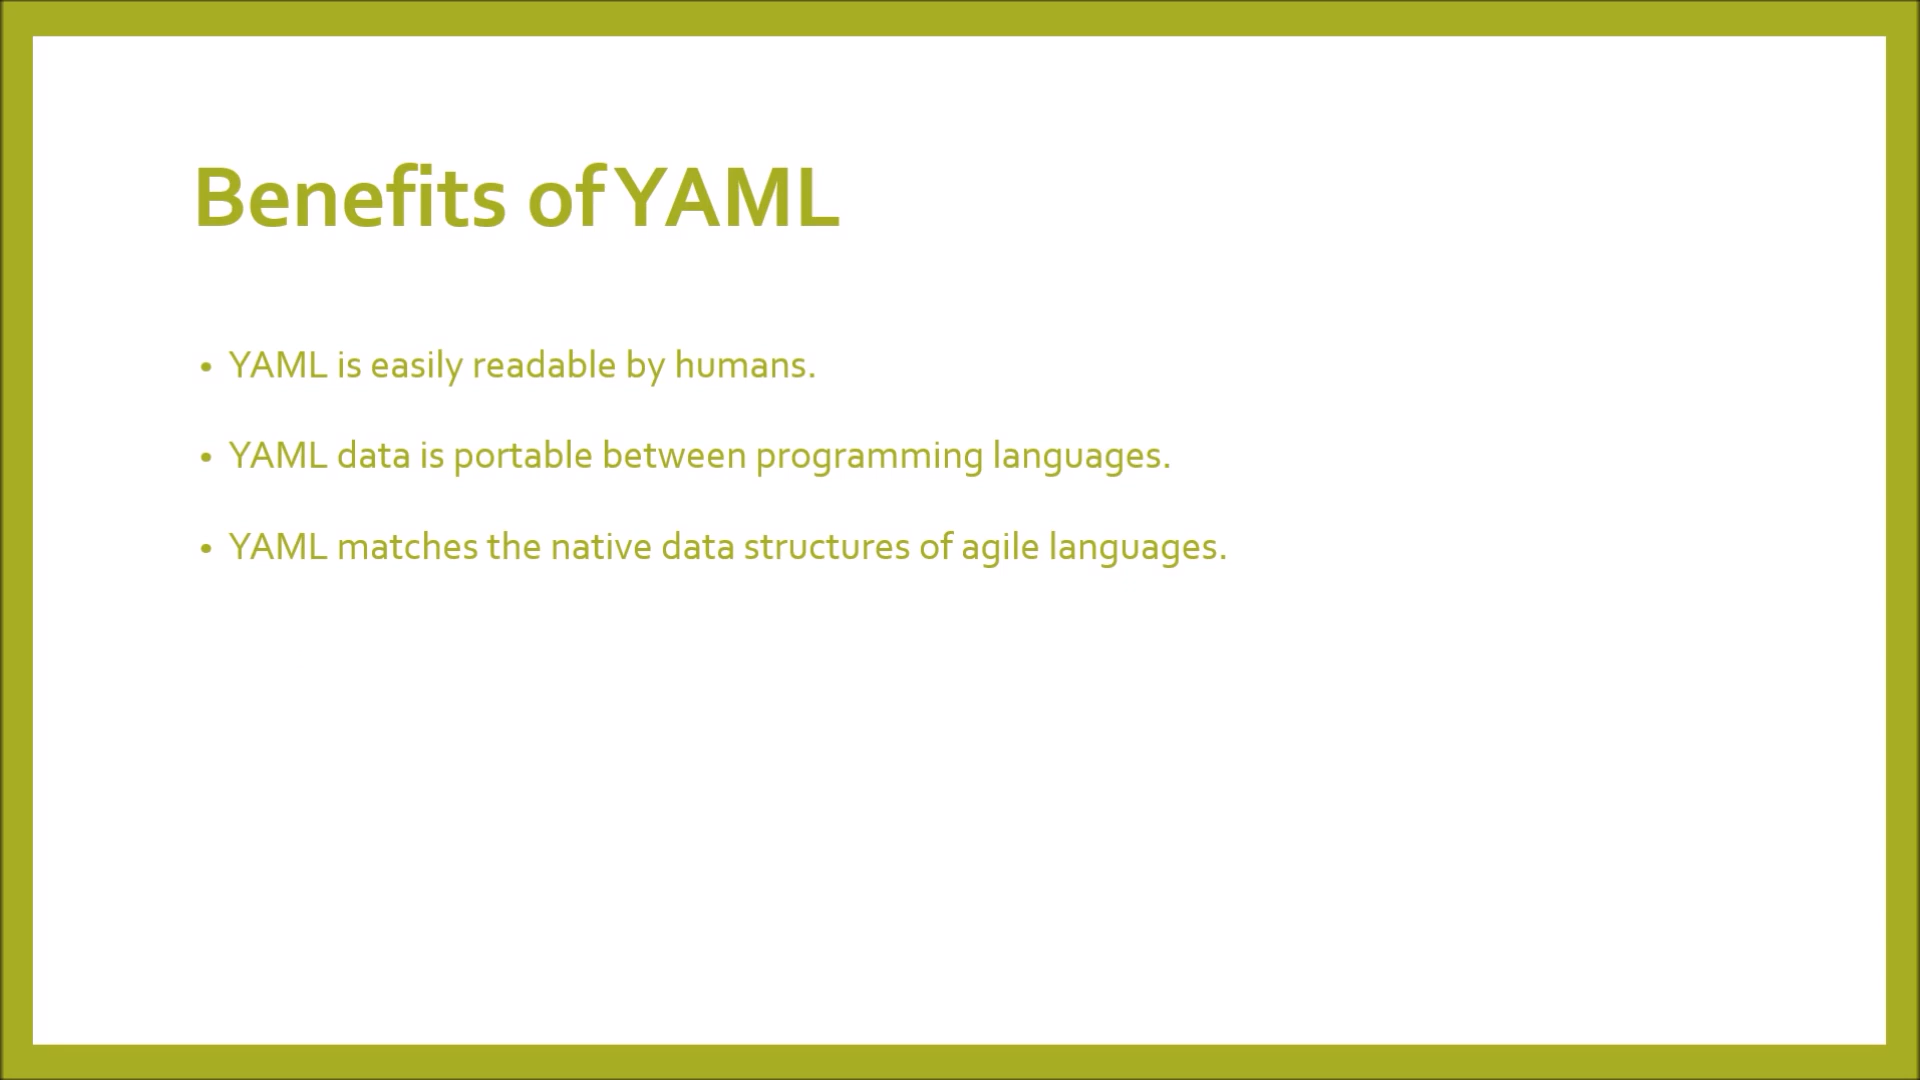 Benefits of YAML
• YAML is easily readable by humans.
• YAML data is portable between programming languages.
• YAML matches the native data structures of agile languages.